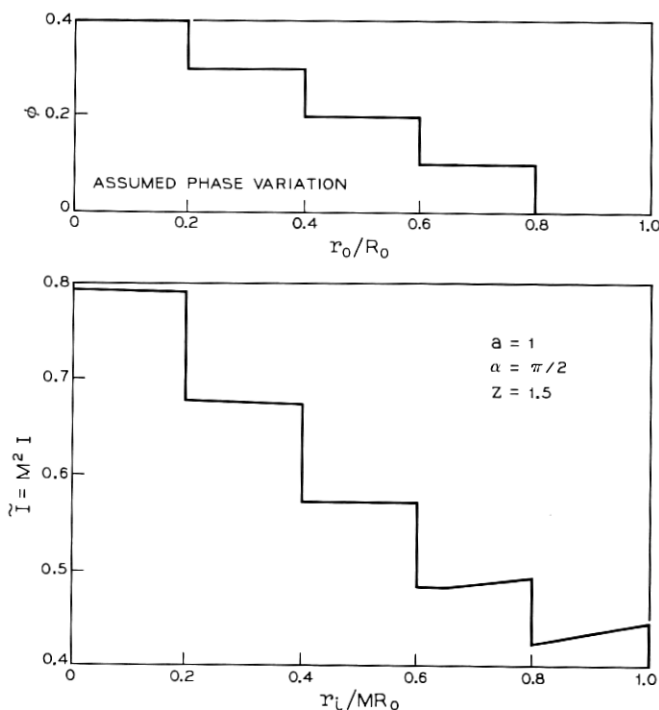 0.4
φ 0.2
ASSUMED PHASE VARIATION
0
0 0.2 0.4 0.6 0.8 1.0
r₀/R₀
0.8
a = 1
α = π/2
Z = 1.5
0.7
0.6
Ĩ = M² I
0.5
0.4
0 0.2 0.4 0.6 0.8 1.0
rᵢ/MR₀